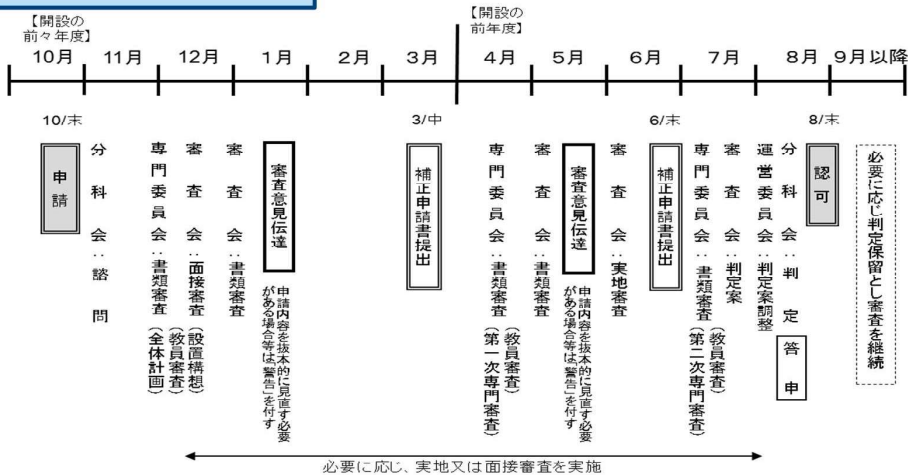 【開設の
前々年度】
【開設の
前年度】
10月
11月
12月
1月
2月
3月
4月
5月
6月
7月
8月
9月以降
10/末
3/中
6/末
8/末
申請
分科会：諮問
専門委員会：書類審査（全体計画）
審査会：面接審査（設置構想）
（教員審査）
審査会：書類審査
審査意見伝達
申請内容を抜本的に見直す必要
がある場合等は「警告」を付す
補正申請書提出
専門委員会：書類審査（第一次専門審査）
（教員審査）
審査会：書類審査
審査意見伝達
申請内容を抜本的に見直す必要
がある場合等は「警告」を付す
審査会：実地審査
補正申請書提出
専門委員会：書類審査（第二次専門審査）
（教員審査）
審査会：判定案
運営委員会：判定案調整
分科会：判定
答申
認可
必要に応じ判定保留とし審査を継続
必要に応じ、実地又は面接審査を実施